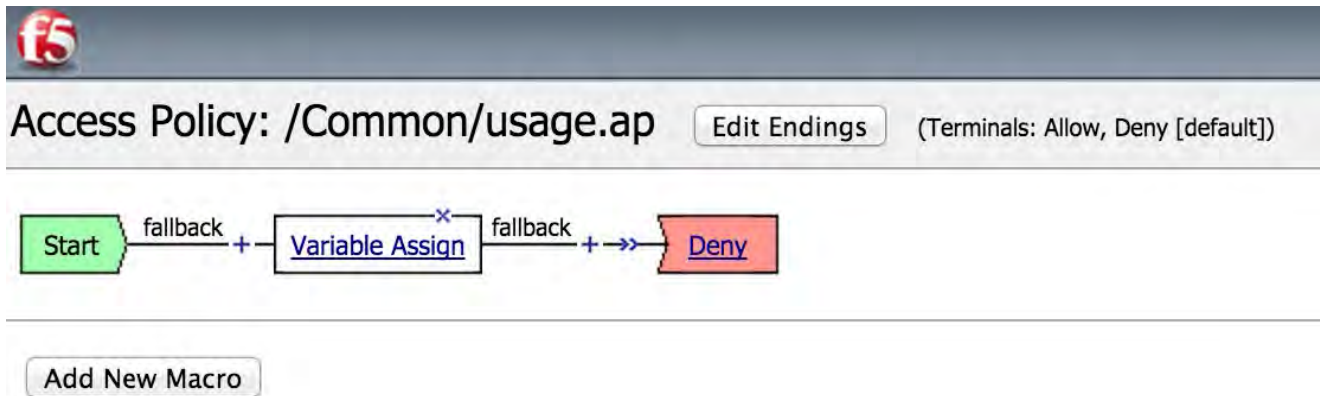 f5
Access Policy: /Common/usage.ap Edit Endings (Terminals: Allow, Deny [default])
Start fallback + Variable Assign fallback + Deny
Add New Macro